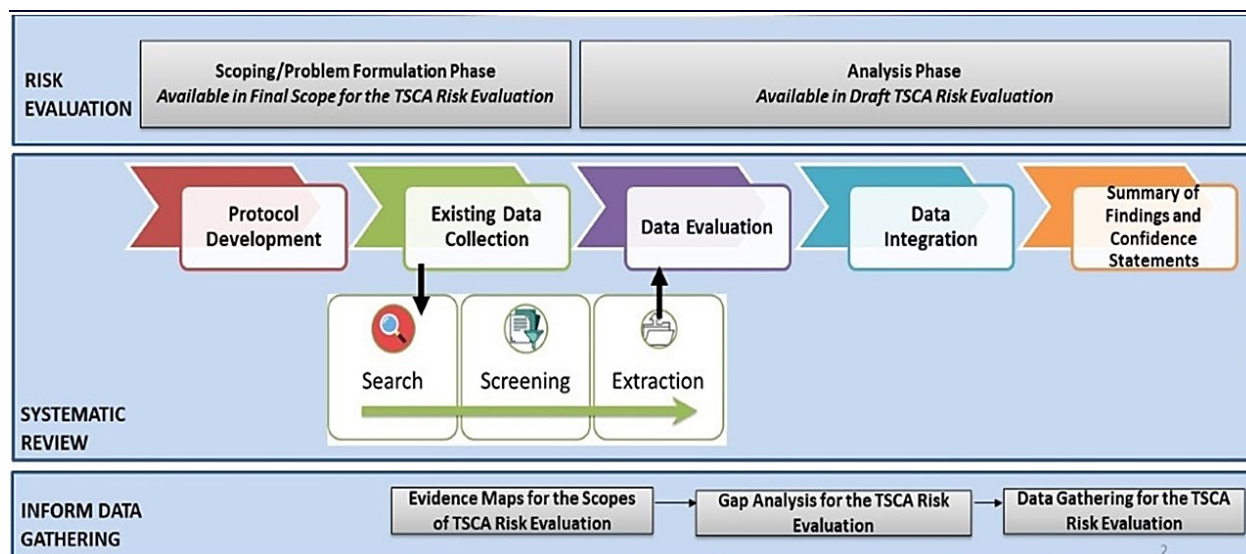 RISK
EVALUATION
Scoping/Problem Formulation Phase
Available in Final Scope for the TSCA Risk Evaluation
Analysis Phase
Available in Draft TSCA Risk Evaluation
Protocol
Development
Existing Data
Collection
Data Evaluation
Data
Integration
Summary of
Findings and
Confidence
Statements
Search
Screening
Extraction
SYSTEMATIC
REVIEW
INFORM DATA
GATHERING
Evidence Maps for the Scopes
of TSCA Risk Evaluation
Gap Analysis for the TSCA Risk
Evaluation
Data Gathering for the TSCA
Risk Evaluation
2